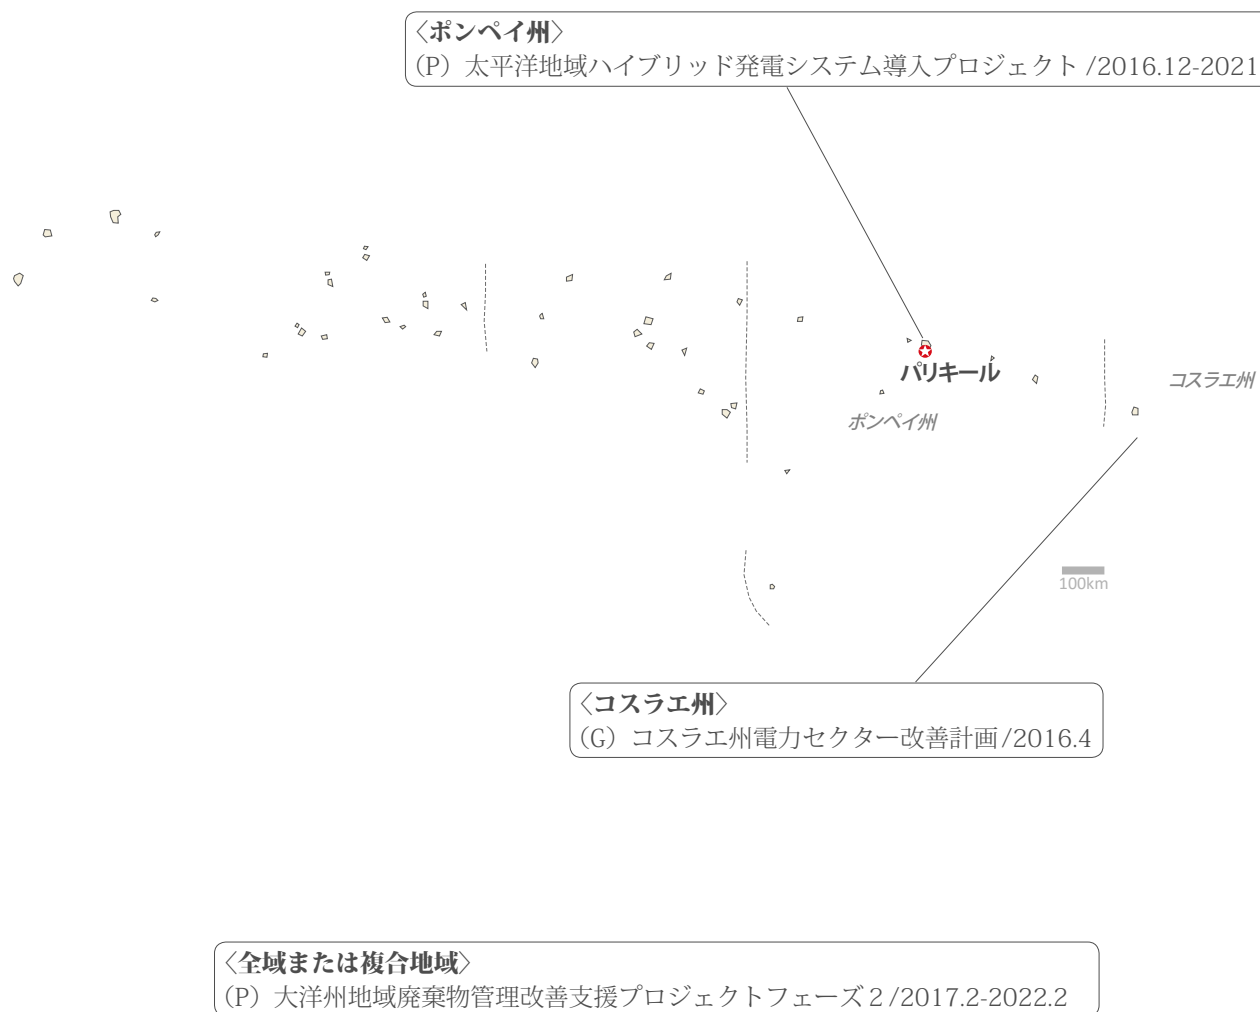 〈ポンペイ州〉
(P) 太平洋地域ハイブリッド発電システム導入プロジェクト /2016.12-2021
パリキール
コスラエ州
ポンペイ州
100km
〈コスラエ州〉
(G) コスラエ州電力セクター改善計画/2016.4
〈全域または複合地域〉
(P) 大洋州地域廃棄物管理改善支援プロジェクトフェーズ 2 /2017.2-2022.2